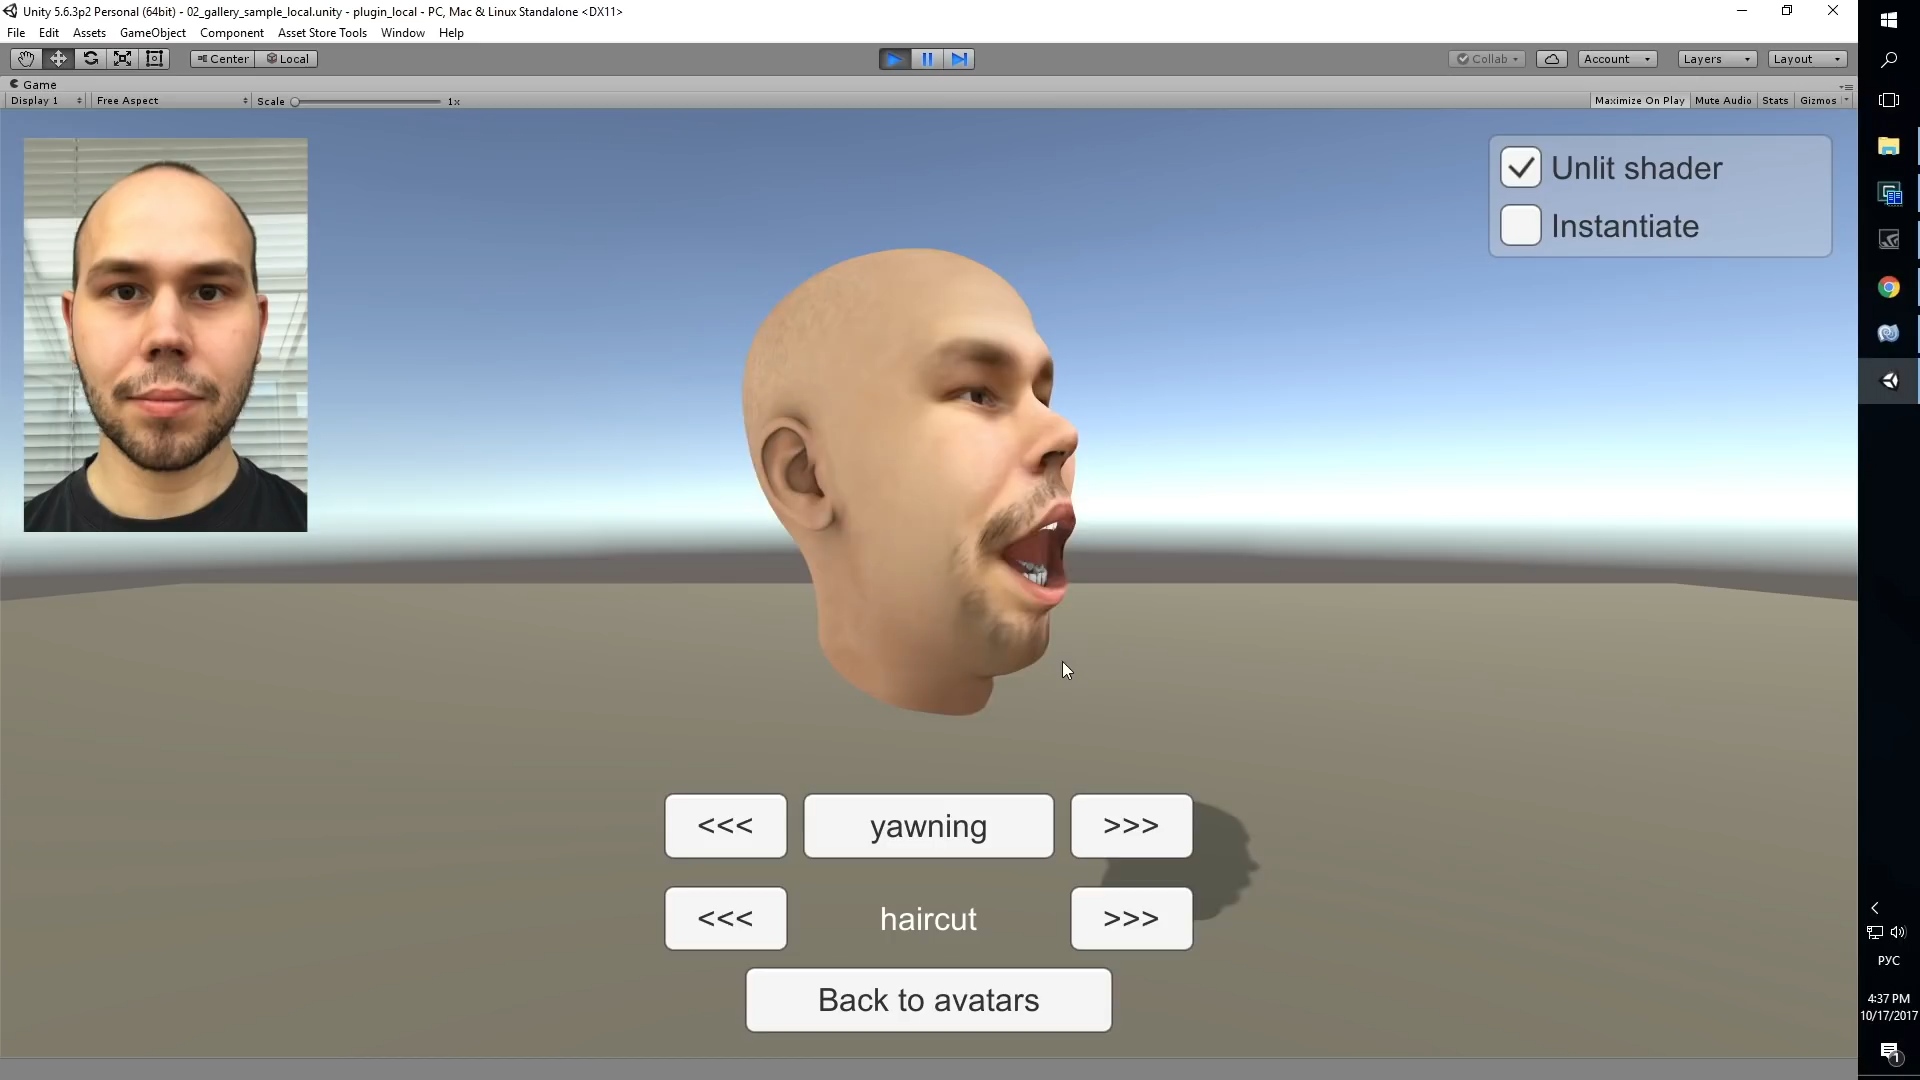 Unity 5.6.3p2 Personal (64bit) - 02_gallery_sample_local.unity - plugin_local - PC, Mac & Linux Standalone <DX11>
File Edit Assets GameObject Component Asset Store Tools Window Help
Center Local Collab Account Layers Layout
Game
Display 1 Free Aspect Scale 1x Maximize On Play Mute Audio Stats Gizmos
Unlit shader
Instantiate
<<< yawning >>>
<<< haircut >>>
Back to avatars
РУС
4:37 PM
10/17/2017
1